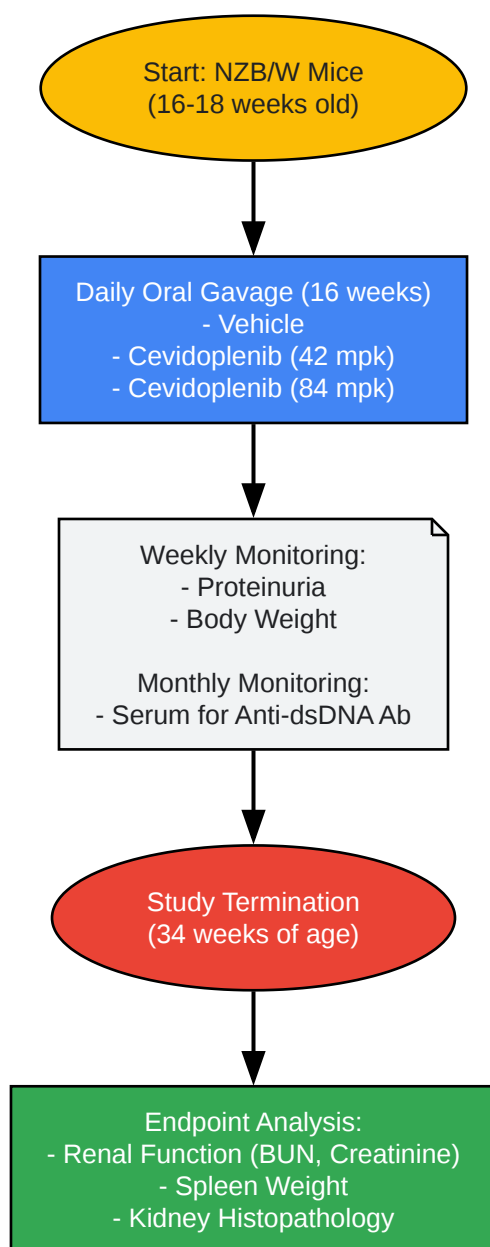 Start: NZB/W Mice
(16-18 weeks old)
Daily Oral Gavage (16 weeks)
- Vehicle
- Cevidoplenib (42 mpk)
- Cevidoplenib (84 mpk)
Weekly Monitoring:
- Proteinuria
- Body Weight
Monthly Monitoring:
- Serum for Anti-dsDNA Ab
Study Termination
(34 weeks of age)
Endpoint Analysis:
- Renal Function (BUN, Creatinine)
- Spleen Weight
- Kidney Histopathology